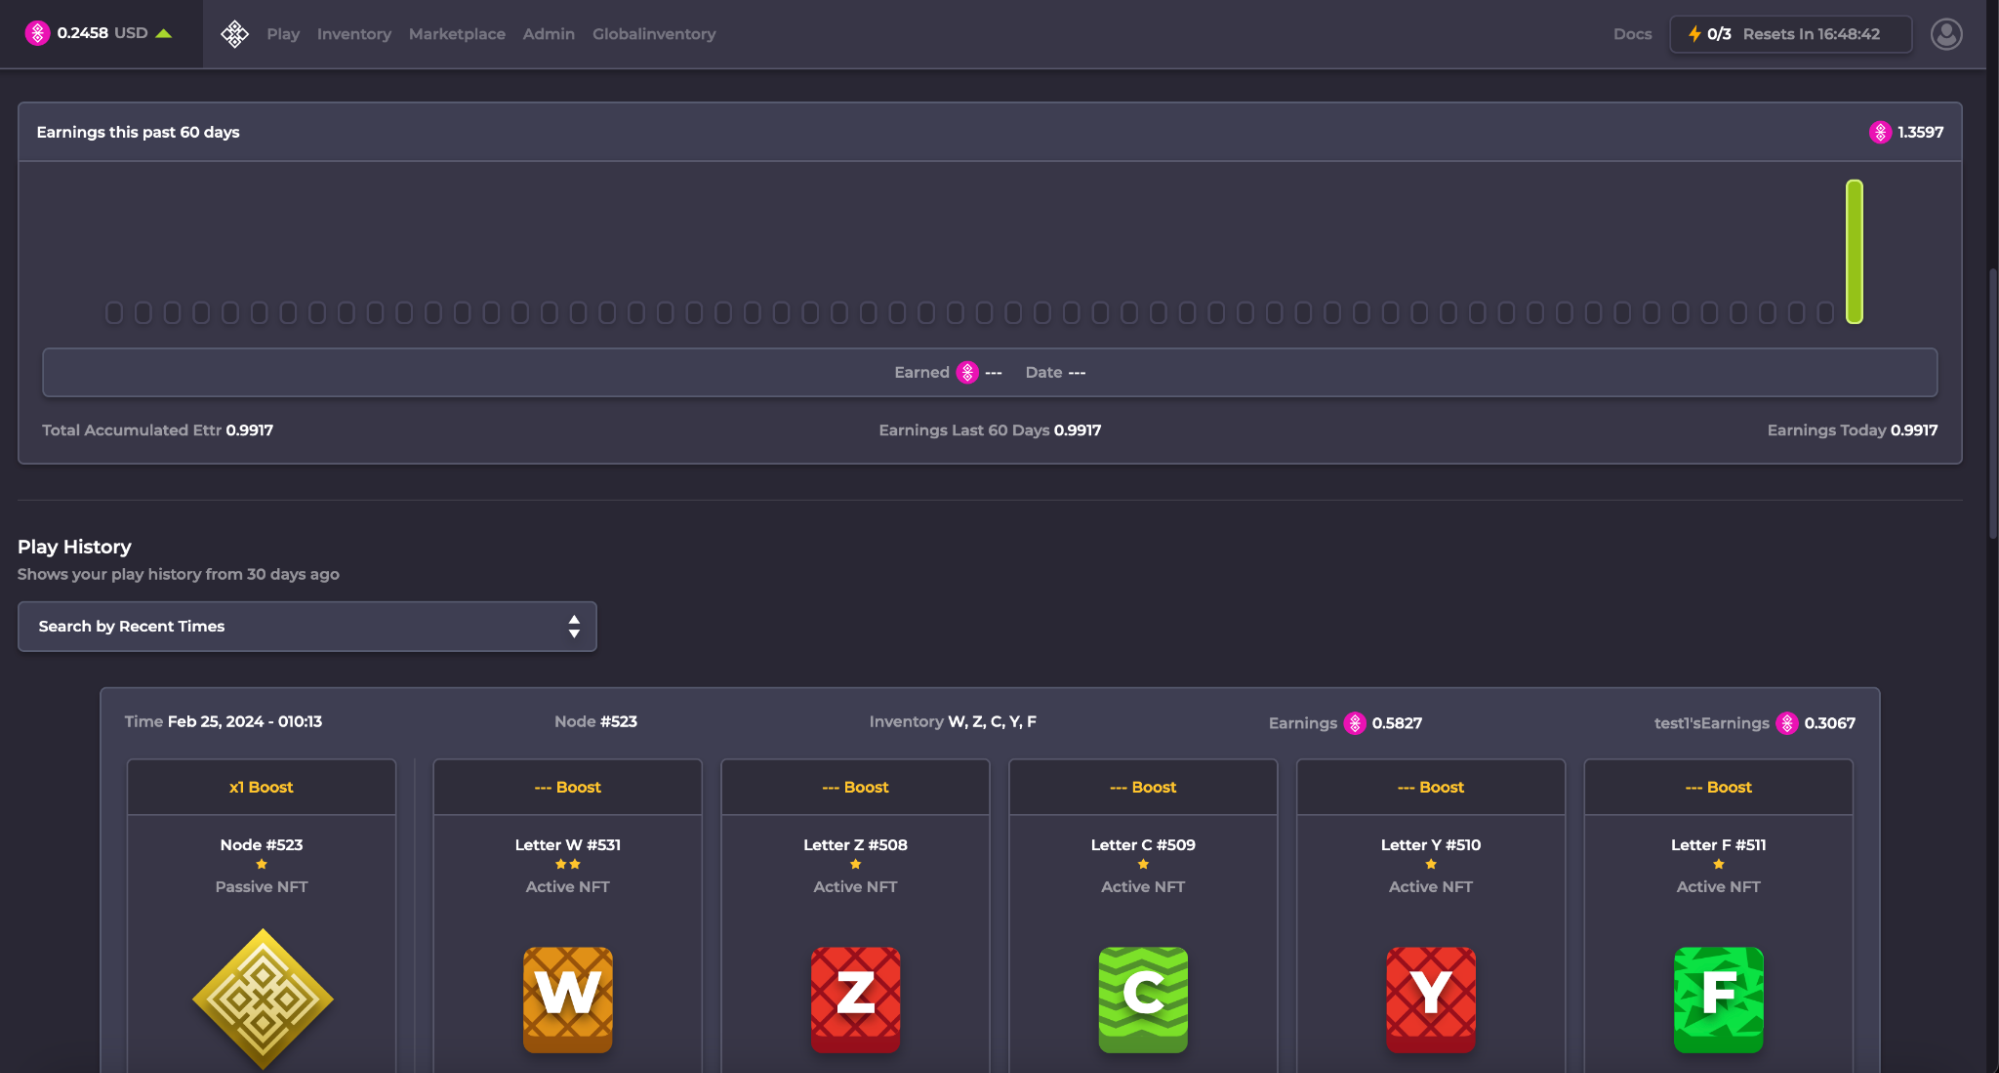 0.2458 USD
Play Inventory Marketplace Admin Globalinventory
Docs
0/3 Resets In 16:48:42
Earnings this past 60 days
1.3597
Earned --- Date ---
Total Accumulated Ettr 0.9917
Earnings Last 60 Days 0.9917
Earnings Today 0.9917
Play History
Shows your play history from 30 days ago
Search by Recent Times
Time Feb 25, 2024 - 010:13
Node #523
Inventory W, Z, C, Y, F
Earnings 0.5827
test1'sEarnings 0.3067
x1 Boost
Node #523
Passive NFT
--- Boost
Letter W #531
Active NFT
W
--- Boost
Letter Z #508
Active NFT
Z
--- Boost
Letter C #509
Active NFT
C
--- Boost
Letter Y #510
Active NFT
Y
--- Boost
Letter F #511
Active NFT
F